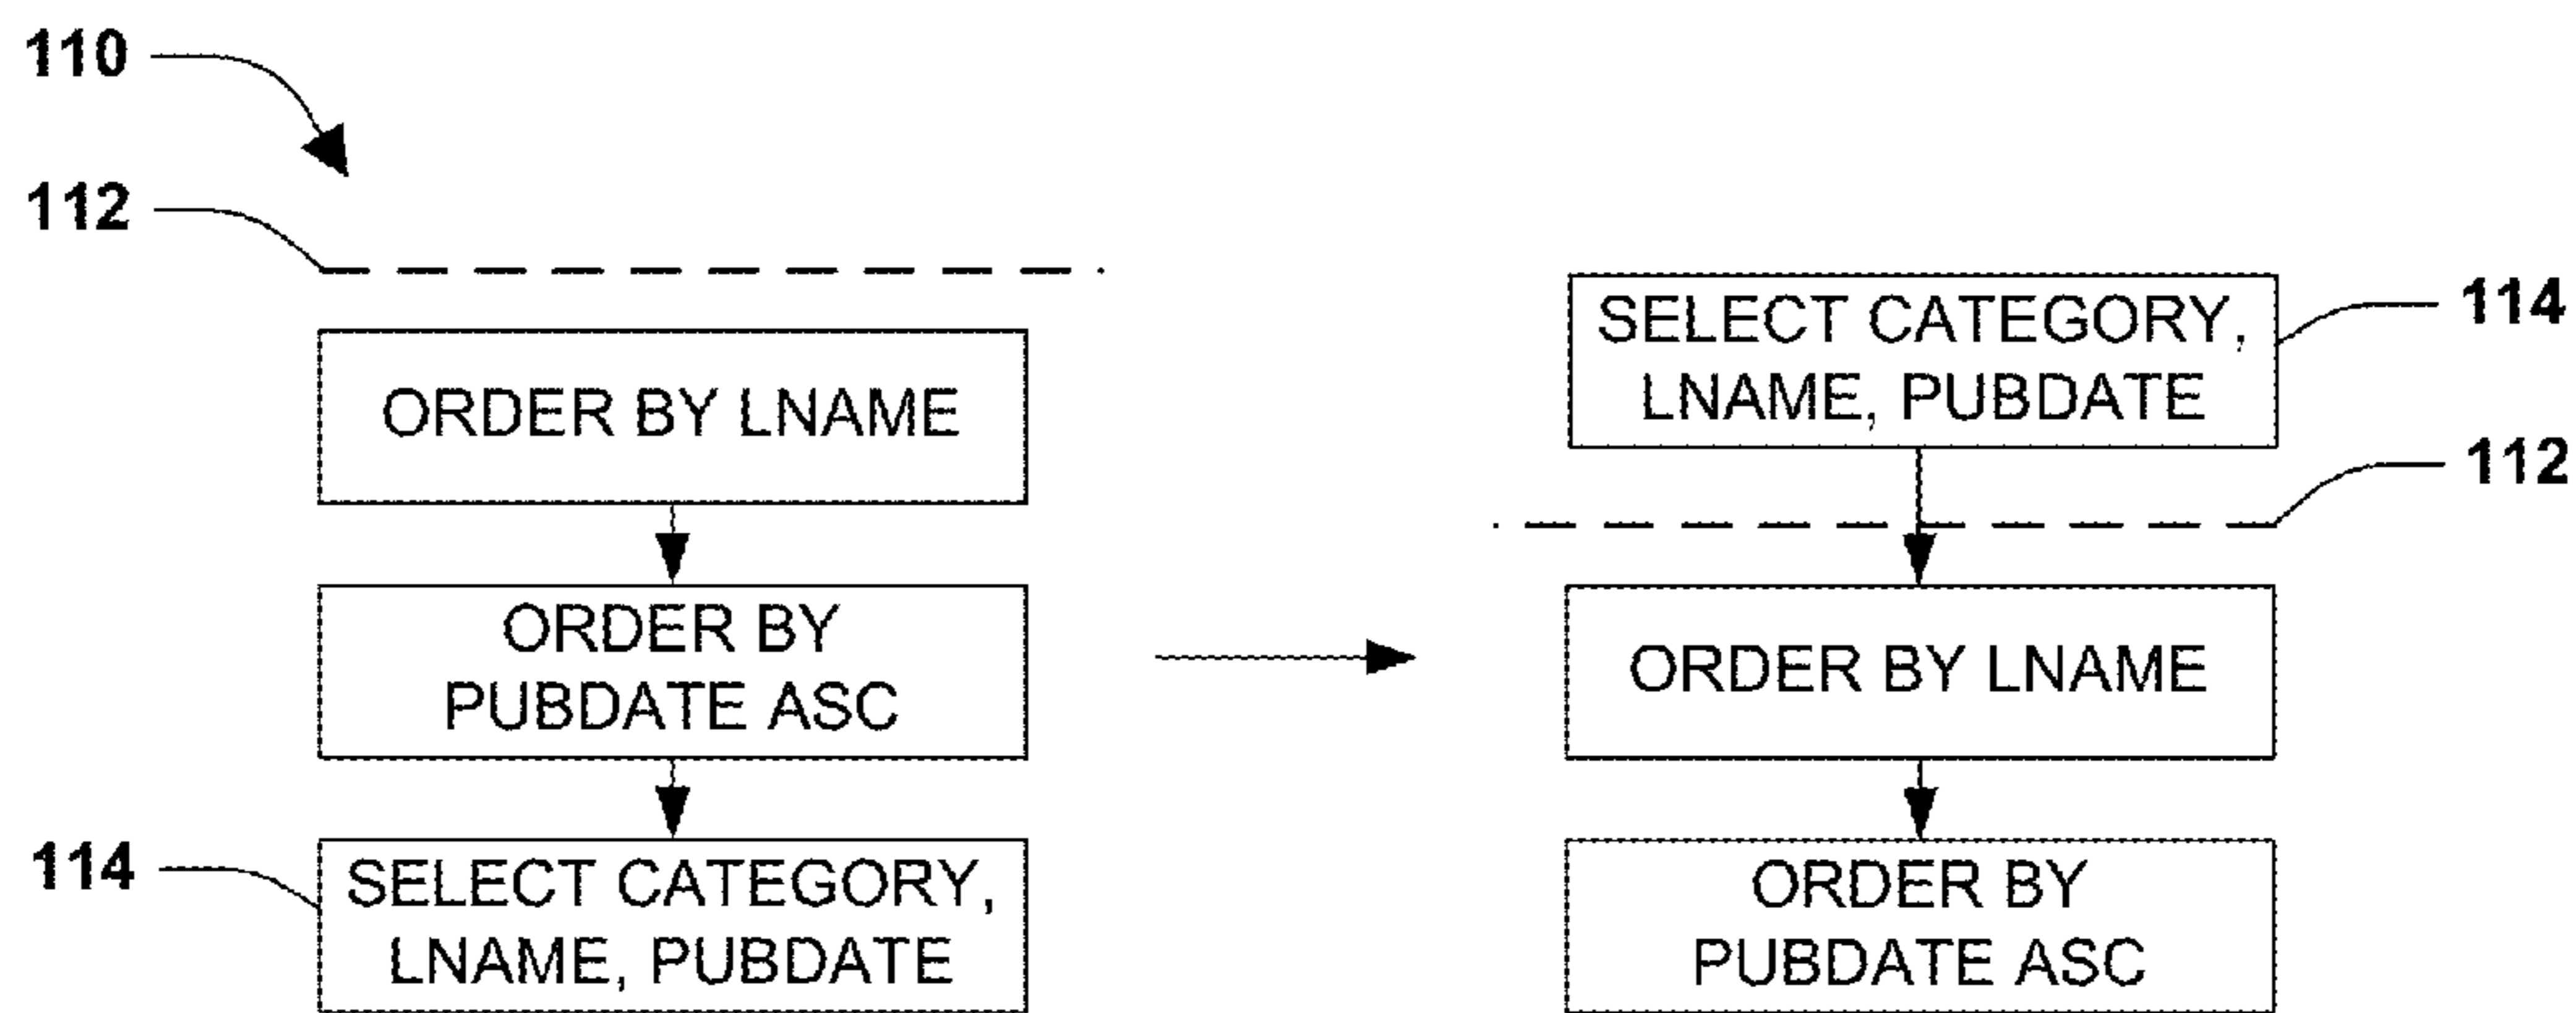 110
112
ORDER BY LNAME
ORDER BY
PUBDATE ASC
114
SELECT CATEGORY,
LNAME, PUBDATE
SELECT CATEGORY,
LNAME, PUBDATE
114
112
ORDER BY LNAME
ORDER BY
PUBDATE ASC